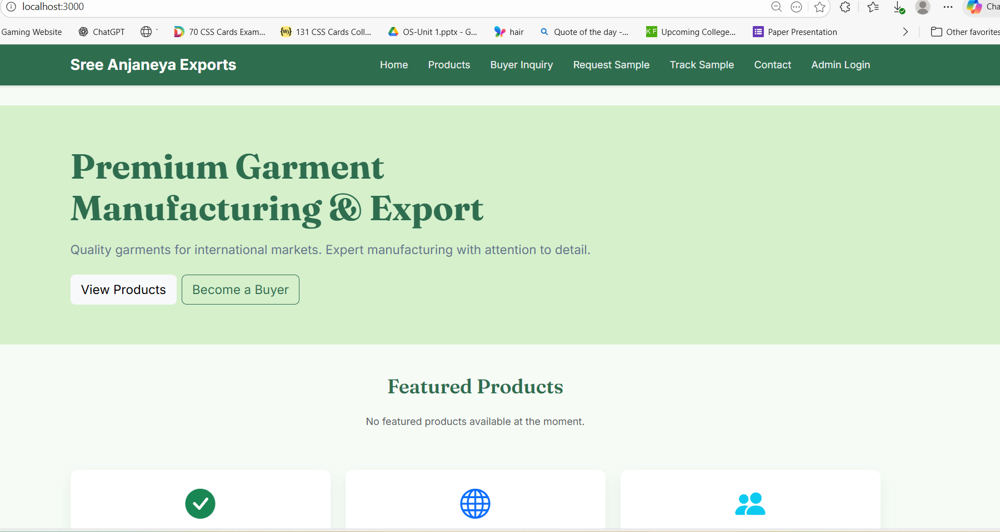 localhost:3000
Gaming Website ChatGPT ` 70 CSS Cards Exam... 131 CSS Cards Coll... OS-Unit 1.pptx - G... hair Quote of the day -... KF Upcoming College... Paper Presentation Other favorites
Sree Anjaneya Exports Home Products Buyer Inquiry Request Sample Track Sample Contact Admin Login
Premium Garment
Manufacturing & Export
Quality garments for international markets. Expert manufacturing with attention to detail.
View Products Become a Buyer
Featured Products
No featured products available at the moment.